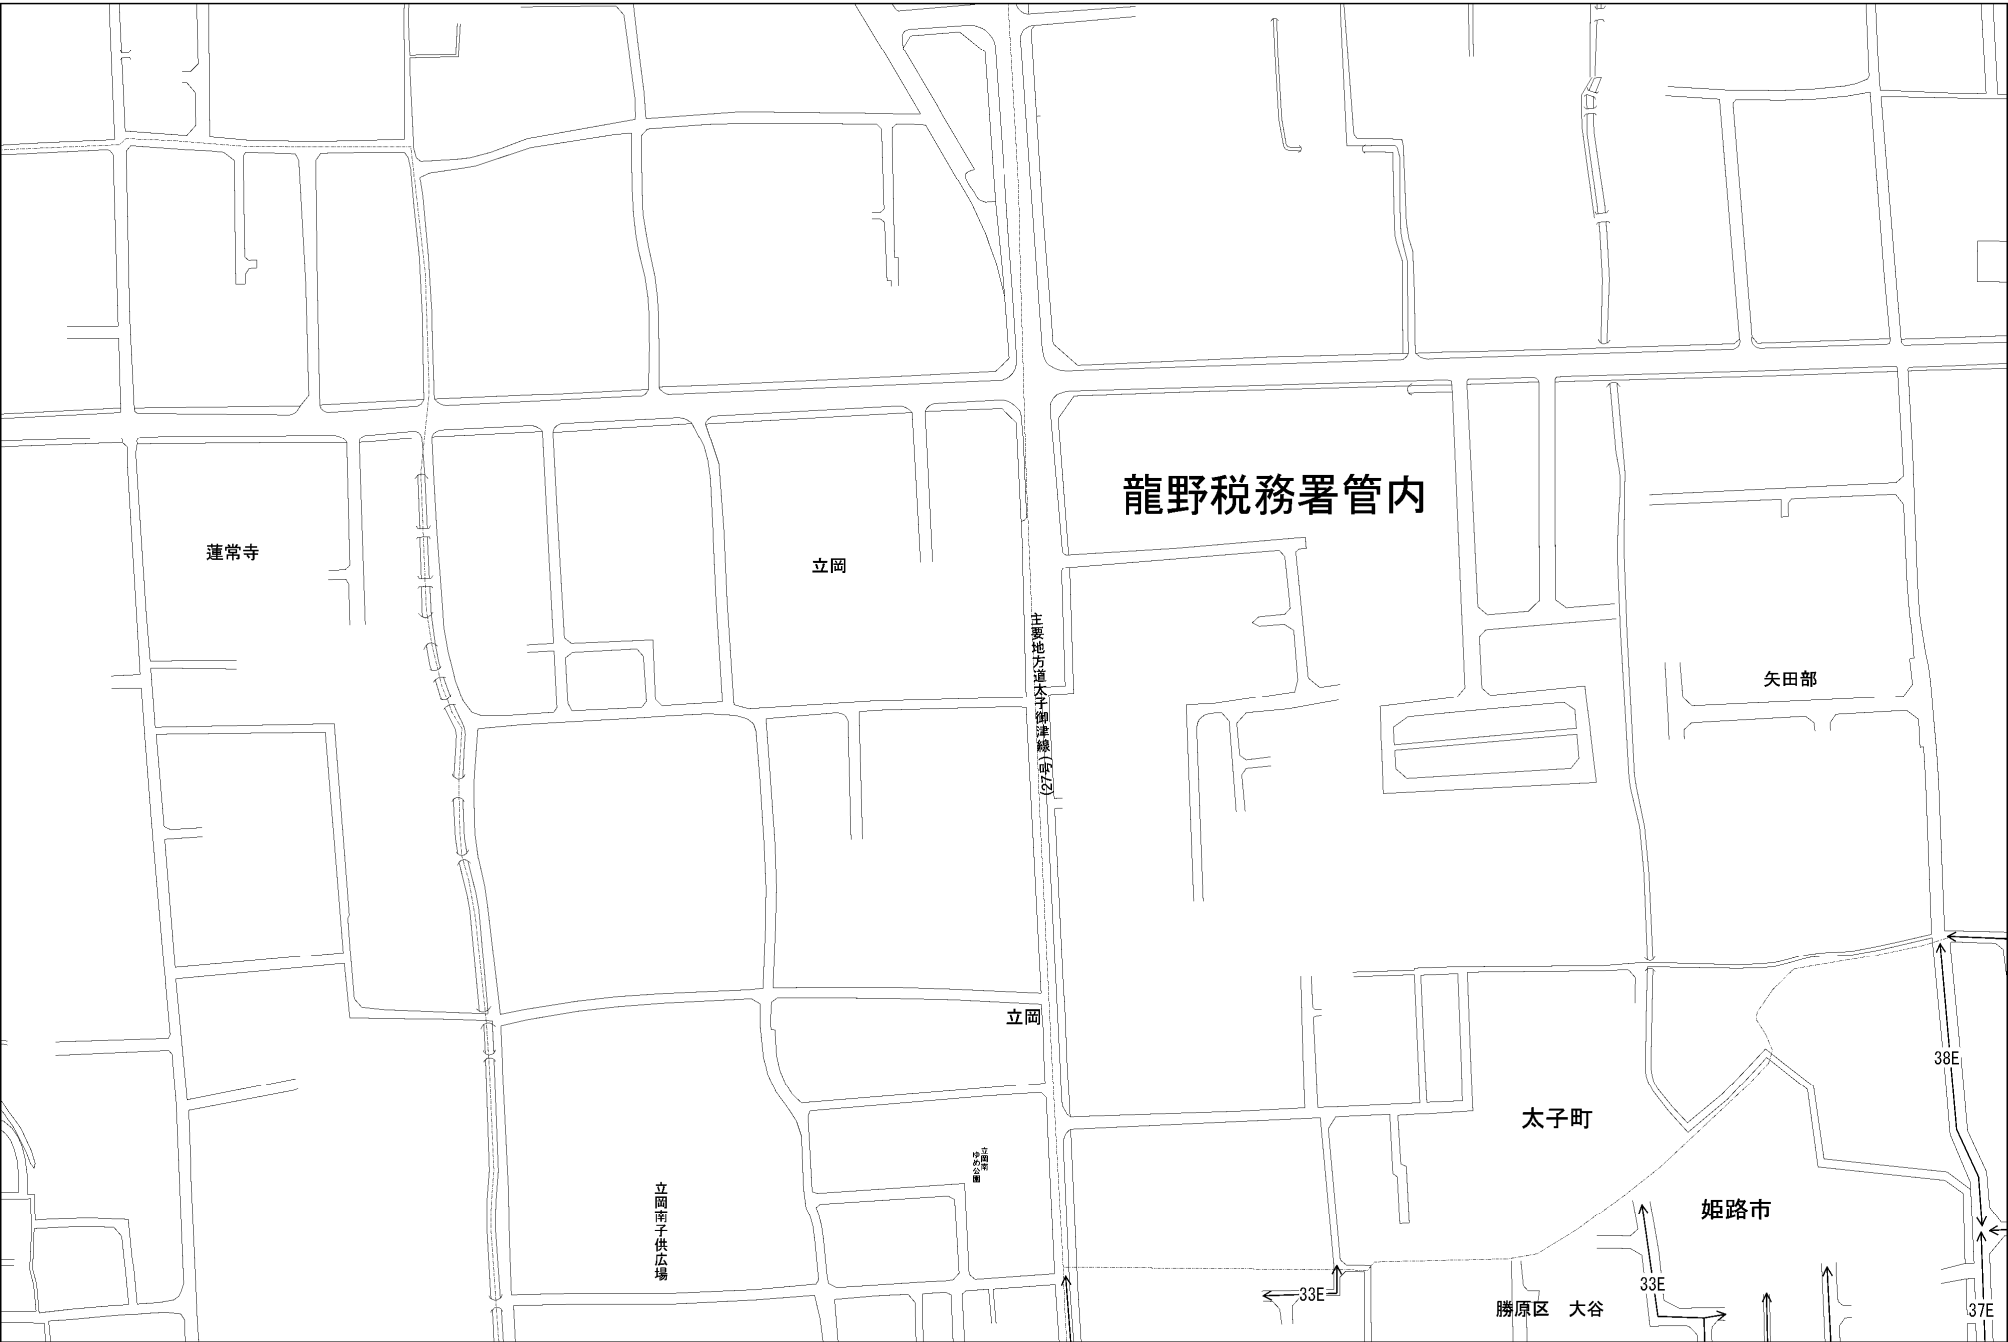 龍野税務署管内
蓮常寺
立岡
主要地方道太子御津線(27号)
矢田部
立岡
38E
太子町
立岡南
ゆめ公園
立岡南子供広場
姫路市
33E
33E
勝原区 大谷
37E